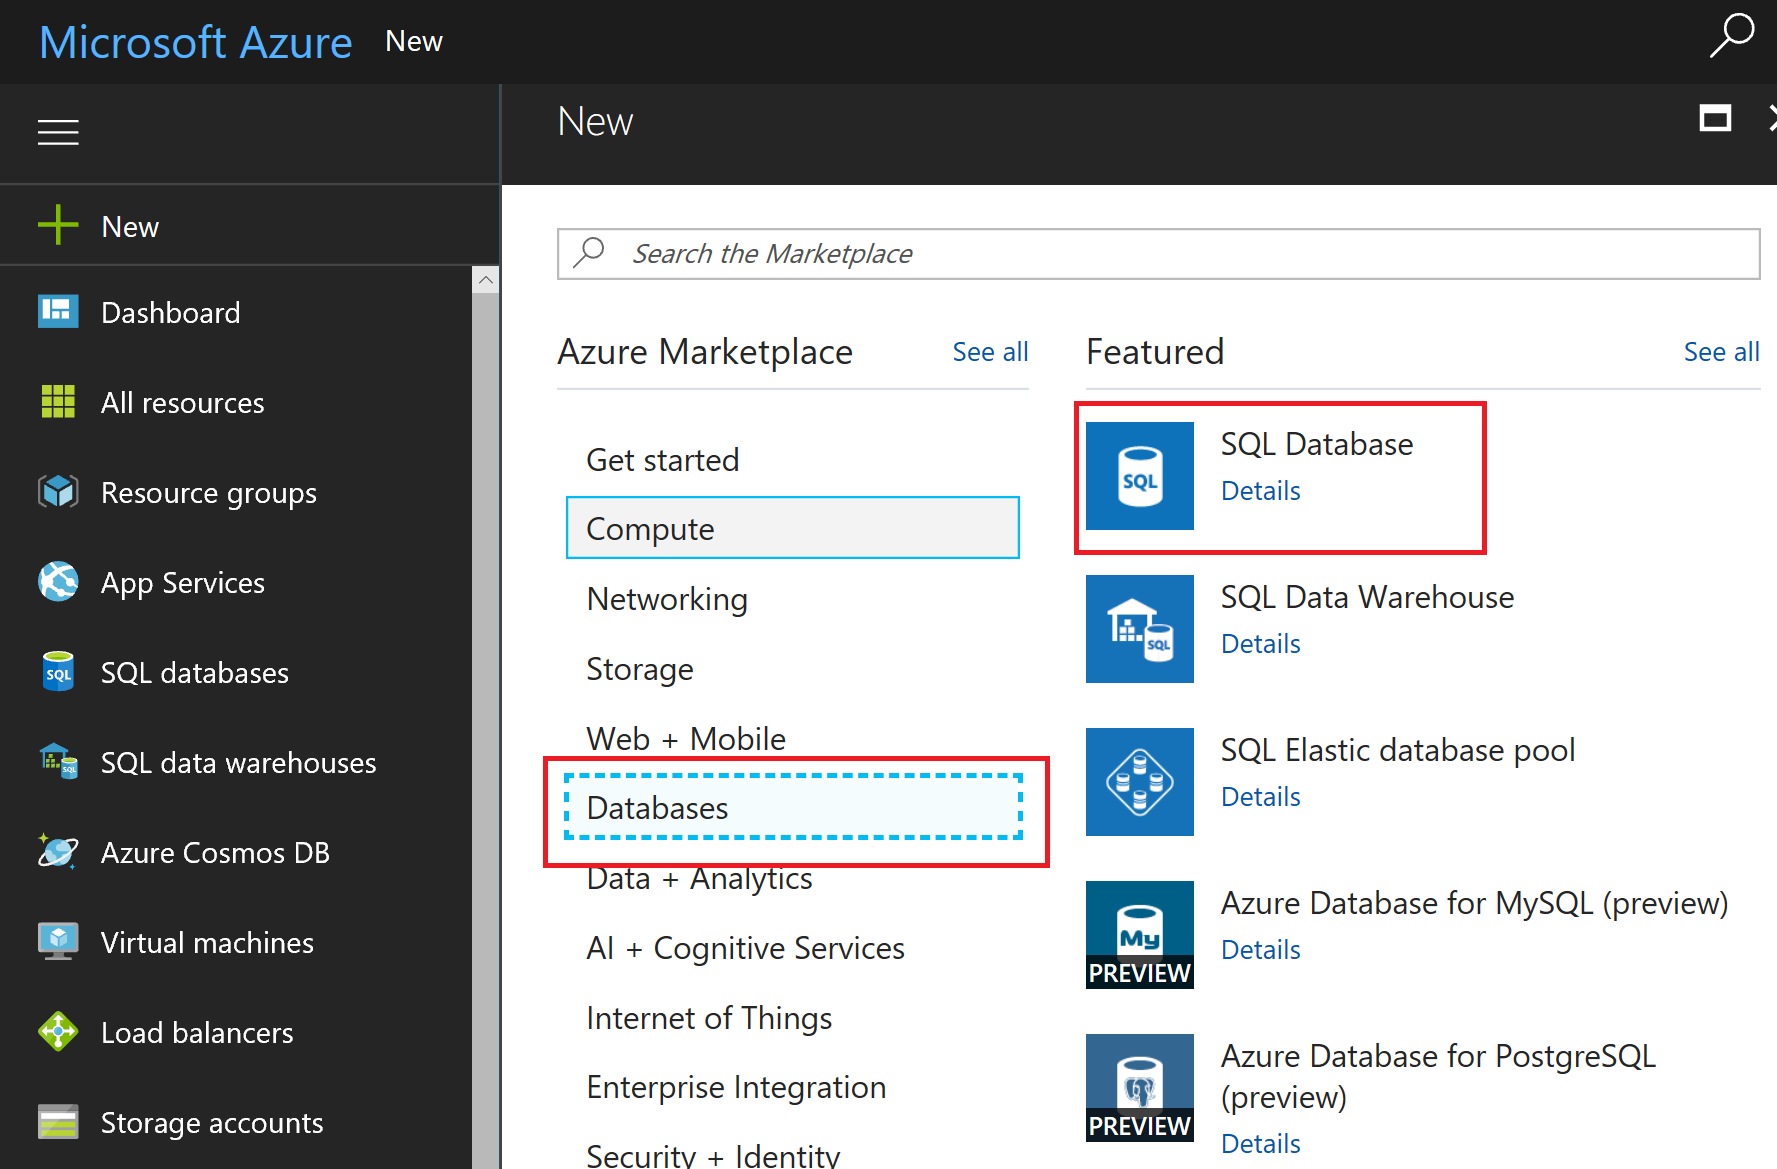 Microsoft Azure New
New
New
Dashboard
All resources
Resource groups
App Services
SQL
SQL databases
SQL
SQL data warehouses
Azure Cosmos DB
Virtual machines
Load balancers
Storage accounts
Search the Marketplace
Azure Marketplace See all
Get started
Compute
Networking
Storage
Web + Mobile
Databases
Data + Analytics
AI + Cognitive Services
Internet of Things
Enterprise Integration
Security + Identity
Featured See all
SQL
SQL Database
Details
SQL
SQL Data Warehouse
Details
SQL Elastic database pool
Details
My
PREVIEW
Azure Database for MySQL (preview)
Details
PREVIEW
Azure Database for PostgreSQL
(preview)
Details